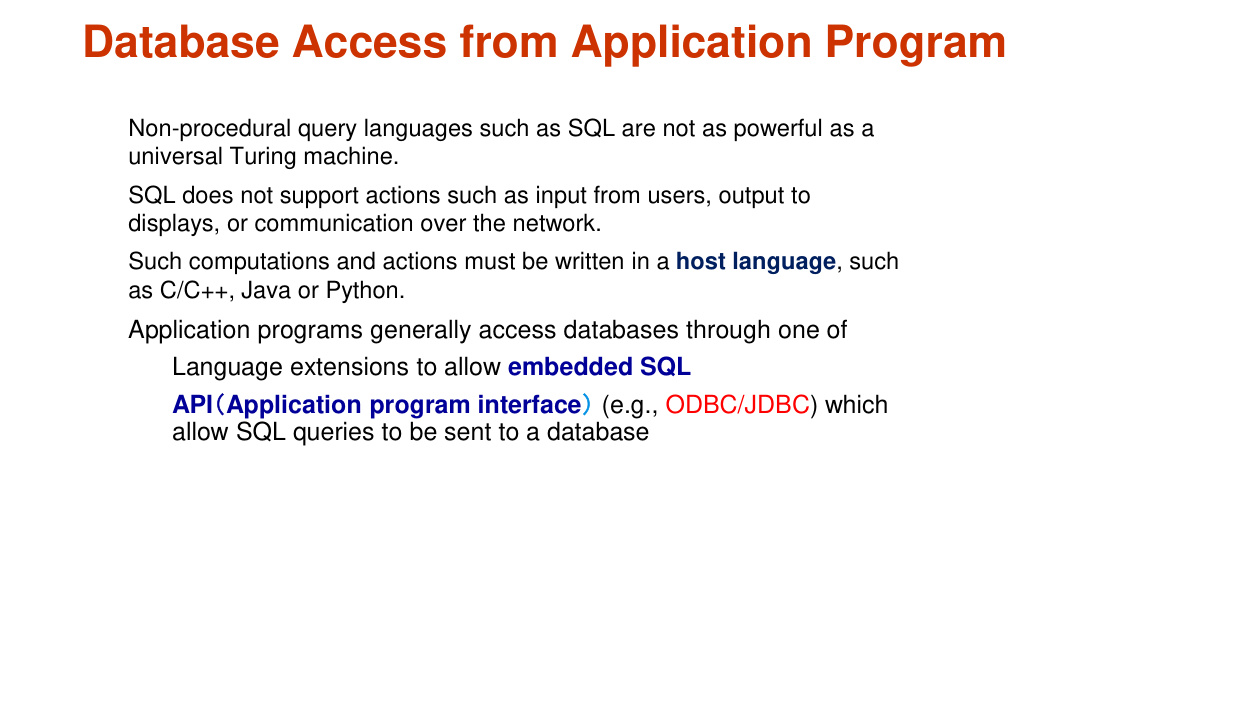 Database Access from Application Program
Non-procedural query languages such as SQL are not as powerful as a
universal Turing machine.
SQL does not support actions such as input from users, output to
displays, or communication over the network.
Such computations and actions must be written in a host language, such
as C/C++, Java or Python.
Application programs generally access databases through one of
Language extensions to allow embedded SQL
API（Application program interface） (e.g., ODBC/JDBC) which
allow SQL queries to be sent to a database